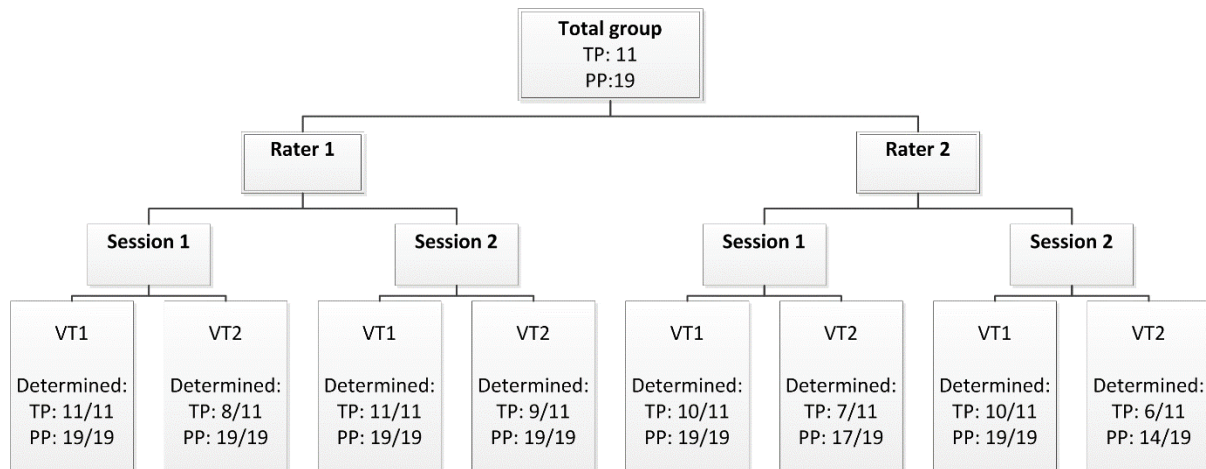 Total group
TP: 11
PP:19
Rater 1
Rater 2
Session 1
Session 2
Session 1
Session 2
VT1
Determined:
TP: 11/11
PP: 19/19
VT2
Determined:
TP: 8/11
PP: 19/19
VT1
Determined:
TP: 11/11
PP: 19/19
VT2
Determined:
TP: 9/11
PP: 19/19
VT1
Determined:
TP: 10/11
PP: 19/19
VT2
Determined:
TP: 7/11
PP: 17/19
VT1
Determined:
TP: 10/11
PP: 19/19
VT2
Determined:
TP: 6/11
PP: 14/19